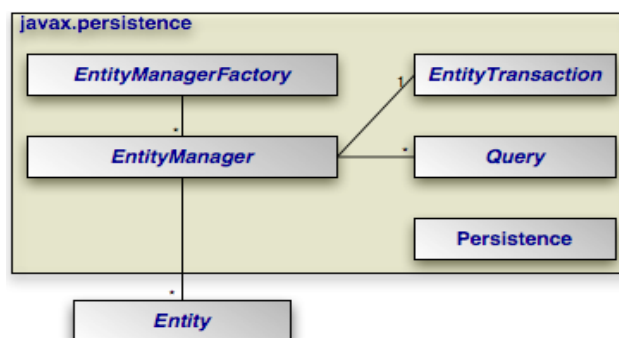 javax.persistence
EntityManagerFactory
EntityTransaction
1
*
EntityManager
*
Query
Persistence
*
Entity